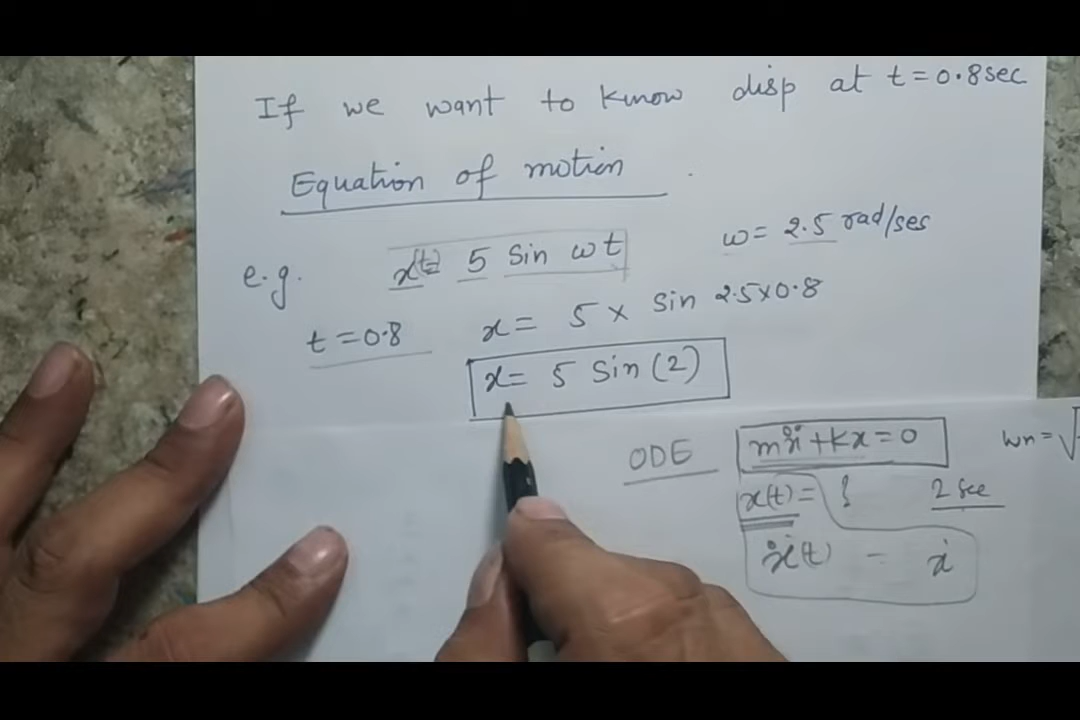 If we want to know disp at t=0.8sec
Equation of motion
e.g. x(t)= 5 Sin ωt ω= 2.5 rad/ses
t=0.8 x= 5 × Sin 2.5×0.8
x= 5 Sin(2)
ODE mẍ+kx=0 ωn=√
x(t)= } 2 sec
ẍ(t) - ẋ